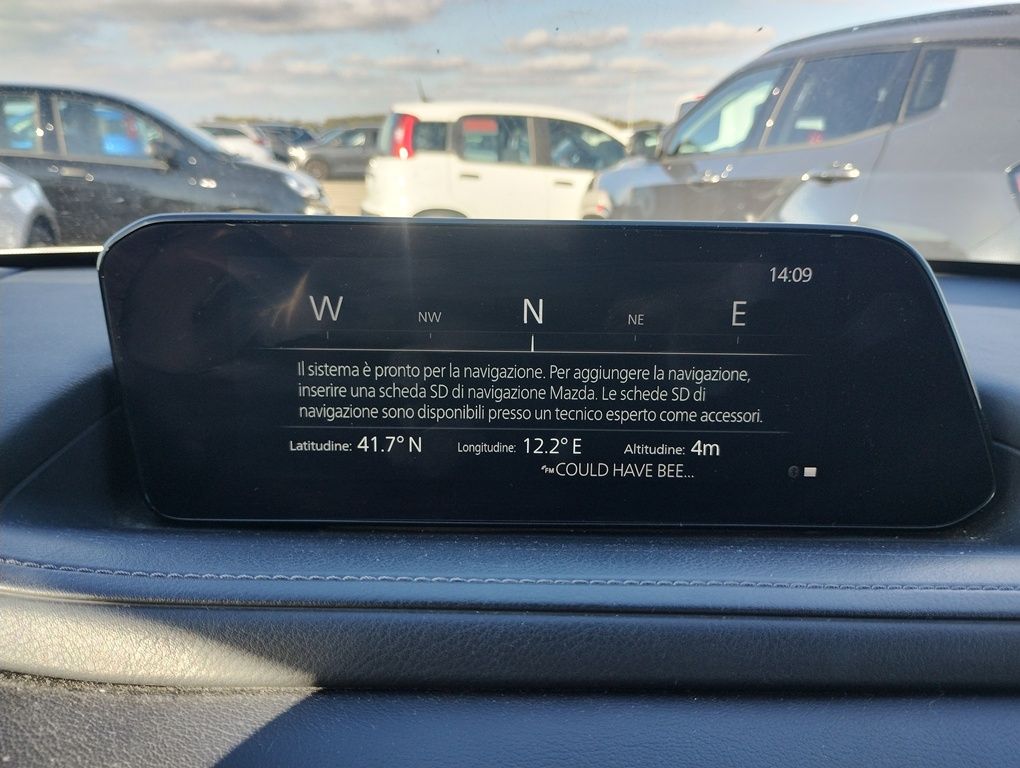 14:09
W NW N NE E
Il sistema è pronto per la navigazione. Per aggiungere la navigazione,
inserire una scheda SD di navigazione Mazda. Le schede SD di
navigazione sono disponibili presso un tecnico esperto come accessori.
Latitudine: 41.7° N Longitudine: 12.2° E Altitudine: 4m
FM COULD HAVE BEE...